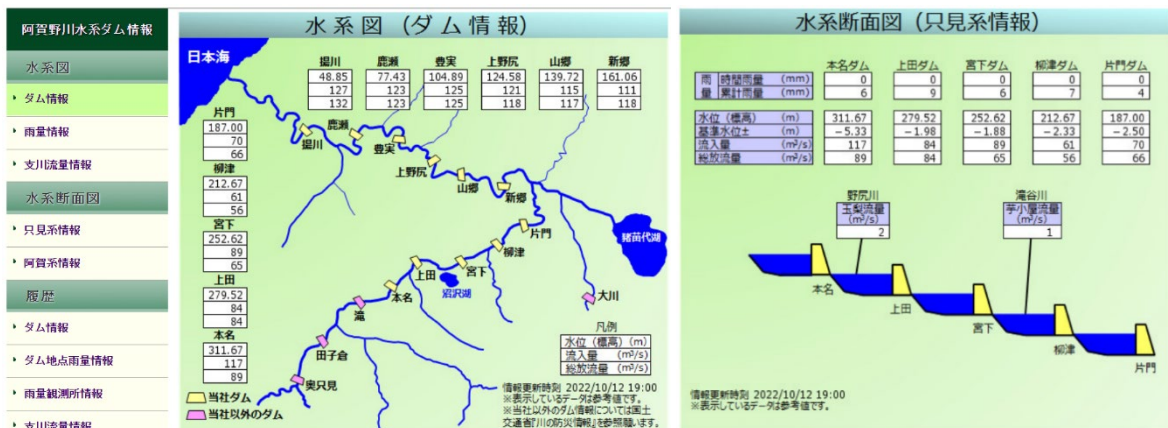 阿賀野川水系ダム情報
水系図
ダム情報
雨量情報
支川流量情報
水系断面図
只見系情報
阿賀系情報
履歴
ダム情報
ダム地点雨量情報
雨量観測所情報
支川流量情報
水系図（ダム情報）
日本海
揚川 鹿瀬 豊実 上野尻 山郷 新郷
48.85 77.43 104.89 124.58 139.72 161.06
127 123 125 121 115 111
132 123 125 118 117 118
片門
187.00
70
66
柳津
212.67
61
56
宮下
252.62
89
65
上田
279.52
84
84
本名
311.67
117
89
揚川
鹿瀬
豊実
上野尻
山郷
新郷
片門
猪苗代湖
柳津
宮下
上田
沼沢湖
本名
大川
滝
田子倉
奥只見
凡例
水位（標高）(m)
流入量 (m³/s)
総放流量 (m³/s)
当社ダム
当社以外のダム
情報更新時刻 2022/10/12 19:00
※表示しているデータは参考値です。
※当社以外のダム情報については国土
交通省『川の防災情報』を参照願います。
水系断面図（只見系情報）
本名ダム 上田ダム 宮下ダム 柳津ダム 片門ダム
雨量 時間雨量 (mm) 0 0 0 0 0
累計雨量 (mm) 6 9 6 7 4
水位（標高） (m) 311.67 279.52 252.62 212.67 187.00
基準水位± (m) −5.33 −1.98 −1.88 −2.33 −2.50
流入量 (m³/s) 117 84 89 61 70
総放流量 (m³/s) 89 84 65 56 66
野尻川
玉梨流量
(m³/s)
2
滝谷川
芋小屋流量
(m³/s)
1
本名
上田
宮下
柳津
片門
情報更新時刻 2022/10/12 19:00
※表示しているデータは参考値です。